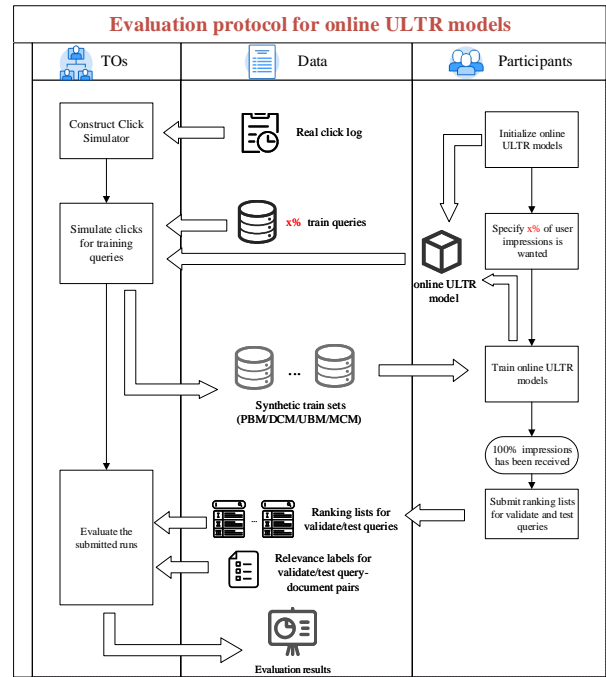 Evaluation protocol for online ULTR models
TOs
Data
Participants
Construct Click
Simulator
Real click log
Initialize online
ULTR models
Simulate clicks
for training
queries
x% train queries
Specify x% of user
impressions is
wanted
online ULTR
model
...
Synthetic train sets
(PBM/DCM/UBM/MCM)
Train online ULTR
models
100% impressions
has been received
Evaluate the
submitted runs
...
Ranking lists for
validate/test queries
Submit ranking lists
for validate and test
queries
Relevance labels for
validate/test query-
document pairs
Evaluation results